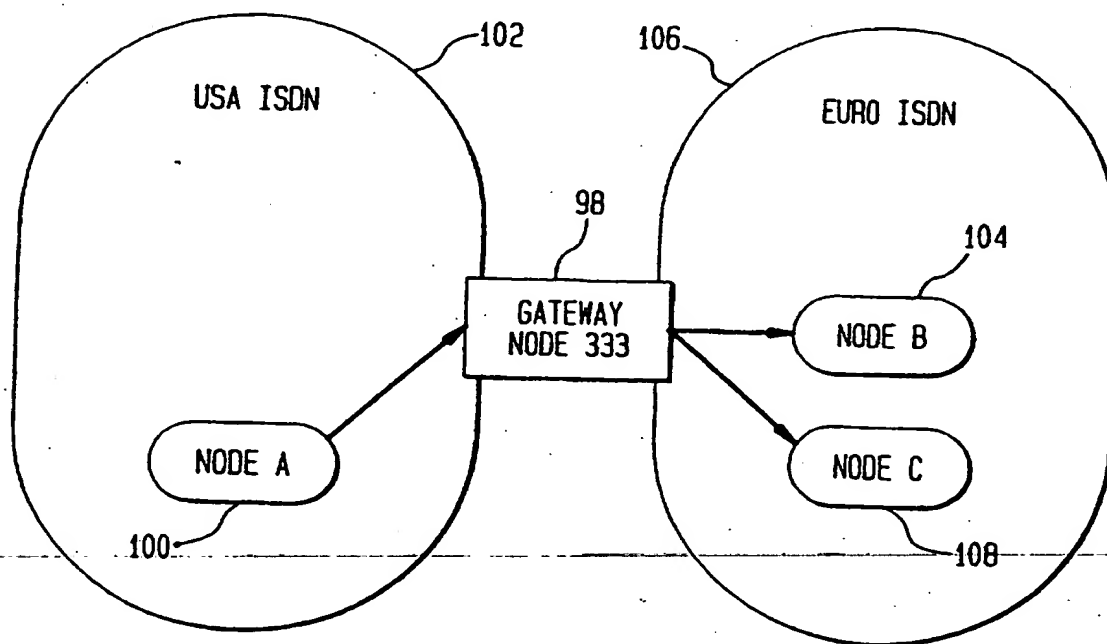 102
106
USA ISDN
EURO ISDN
98
104
GATEWAY
NODE 333
NODE B
NODE A
NODE C
100
108